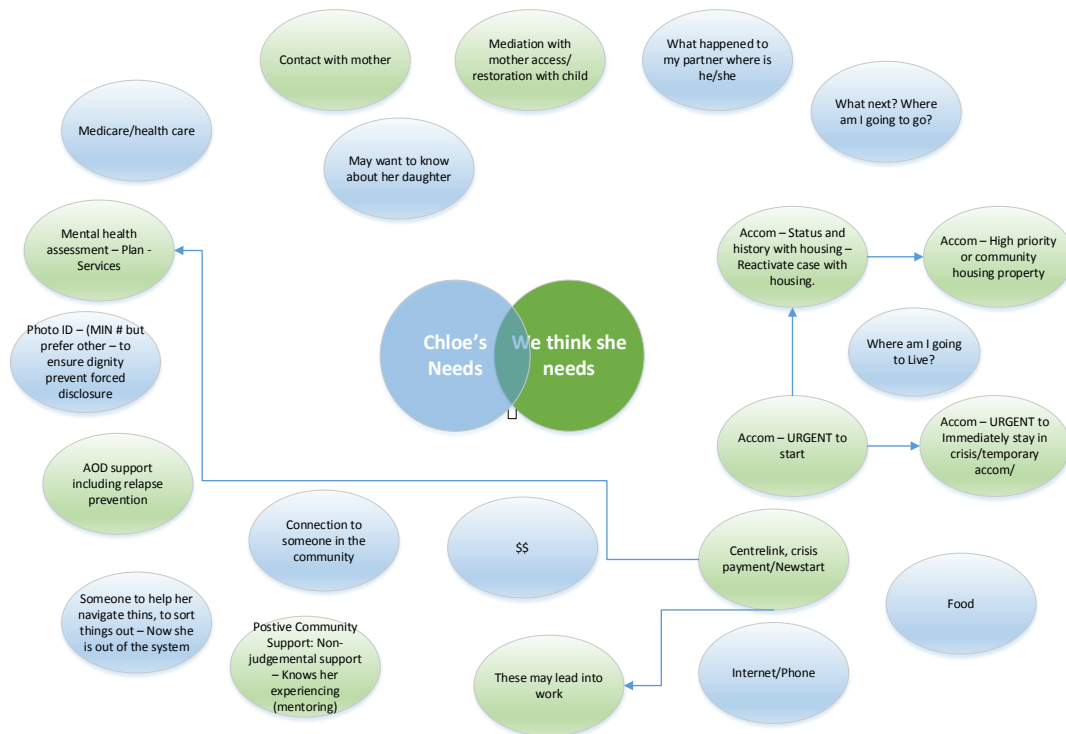 Contact with mother
Mediation with
mother access/
restoration with child
What happened to
my partner where is
he/she
What next? Where
am I going to go?
Medicare/health care
May want to know
about her daughter
Mental health
assessment – Plan -
Services
Accom – Status and
history with housing –
Reactivate case with
housing.
Accom – High priority
or community
housing property
Photo ID – (MIN # but
prefer other – to
ensure dignity
prevent forced
disclosure
Chloe's
Needs
We think she
needs
Where am I going
to Live?
Accom – URGENT to
start
Accom – URGENT to
Immediately stay in
crisis/temporary
accom/
AOD support
including relapse
prevention
Connection to
someone in the
community
$$
Centrelink, crisis
payment/Newstart
Food
Someone to help her
navigate thins, to sort
things out – Now she
is out of the system
Postive Community
Support: Non-
judgemental support
– Knows her
experiencing
(mentoring)
These may lead into
work
Internet/Phone